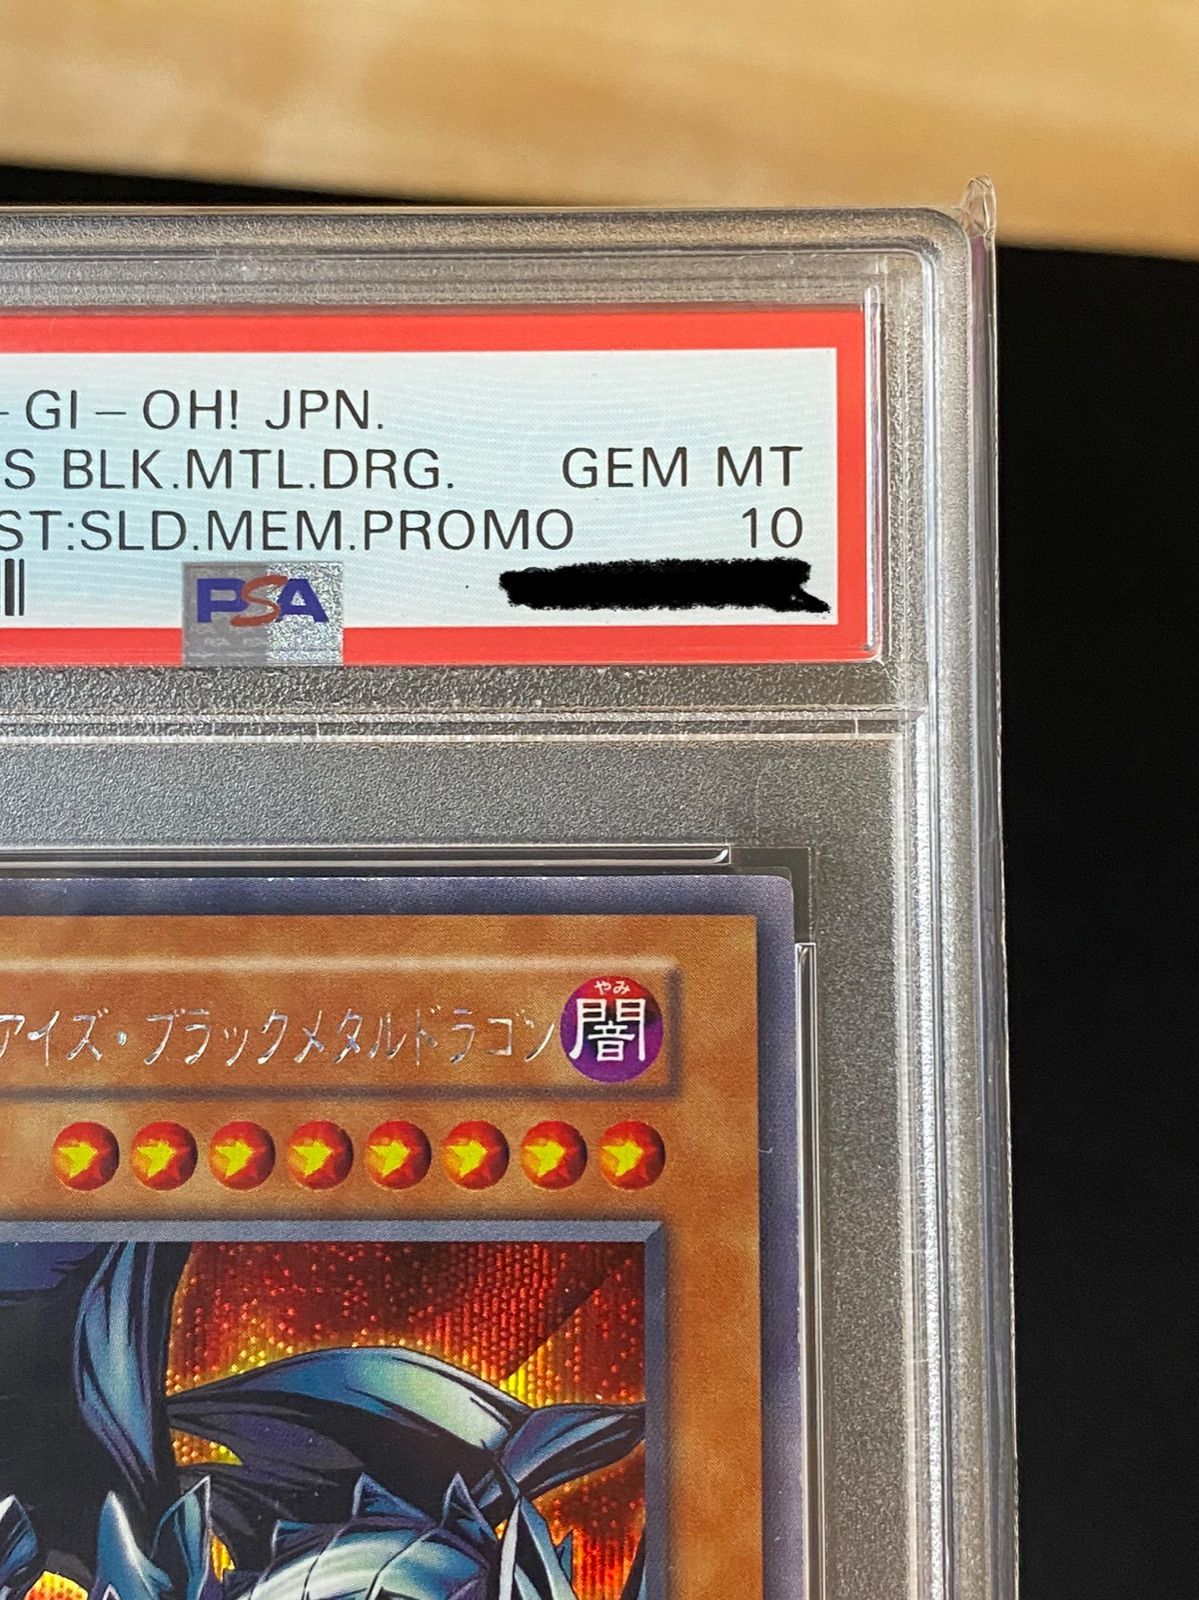 -GI-OH! JPN.
S BLK.MTL.DRG. GEM MT
ST:SLD.MEM.PROMO 10
PSA
アイズ・ブラックメタルドラゴン
やみ
闇